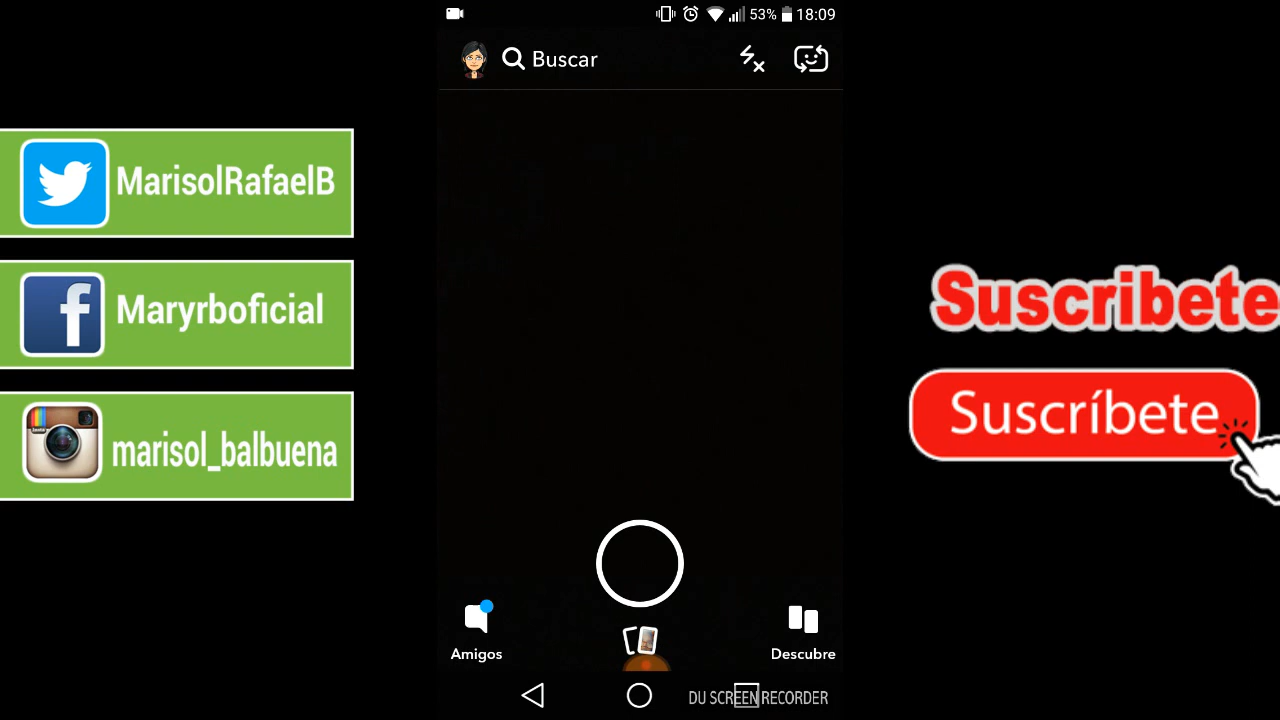 53% 18:09
Buscar
MarisolRafaelB
Maryrboficial
marisol_balbuena
Suscribete
Suscríbete
Amigos
Descubre
DU SCREEN RECORDER